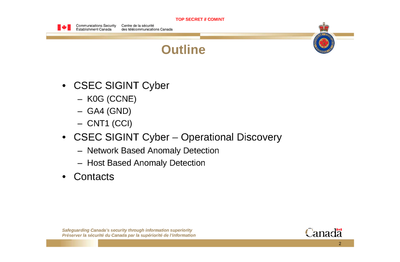 TOP SECRET // COMINT
Communications Security Centre de la sécurité
Establishment Canada des télécommunications Canada
Outline
• CSEC SIGINT Cyber
– K0G (CCNE)
– GA4 (GND)
– CNT1 (CCI)
• CSEC SIGINT Cyber – Operational Discovery
– Network Based Anomaly Detection
– Host Based Anomaly Detection
• Contacts
Safeguarding Canada's security through information superiority
Préserver la sécurité du Canada par la supériorité de l'information
Canada